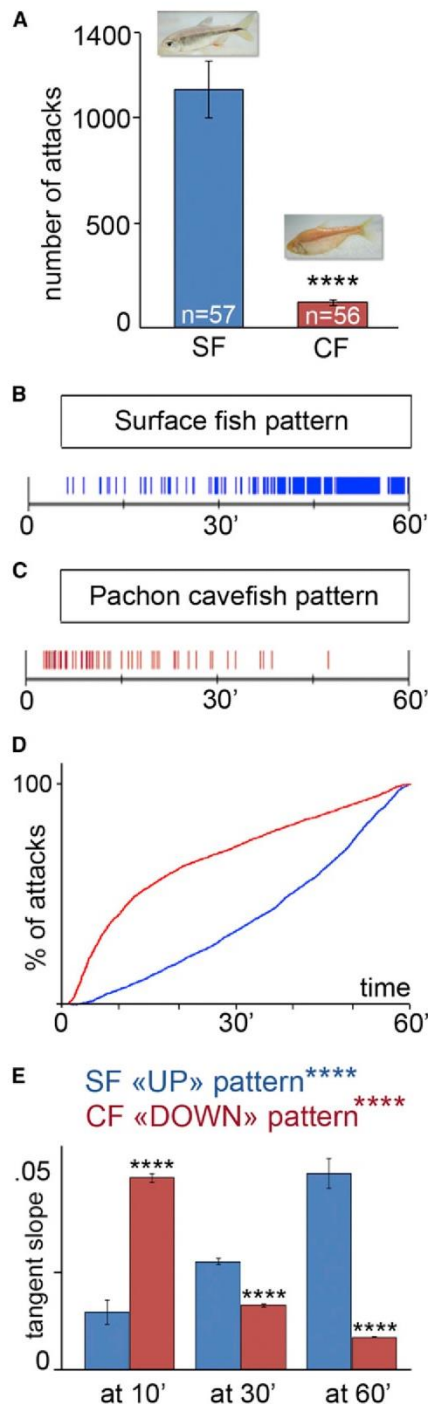 A
1400
1000
500
0
number of attacks
****
n=57
n=56
SF
CF
B
Surface fish pattern
0
30'
60'
C
Pachon cavefish pattern
0
30'
60'
D
100
% of attacks
time
0
30'
60'
E
SF «UP» pattern****
CF «DOWN» pattern****
.05
tangent slope
0
****
****
****
at 10'
at 30'
at 60'